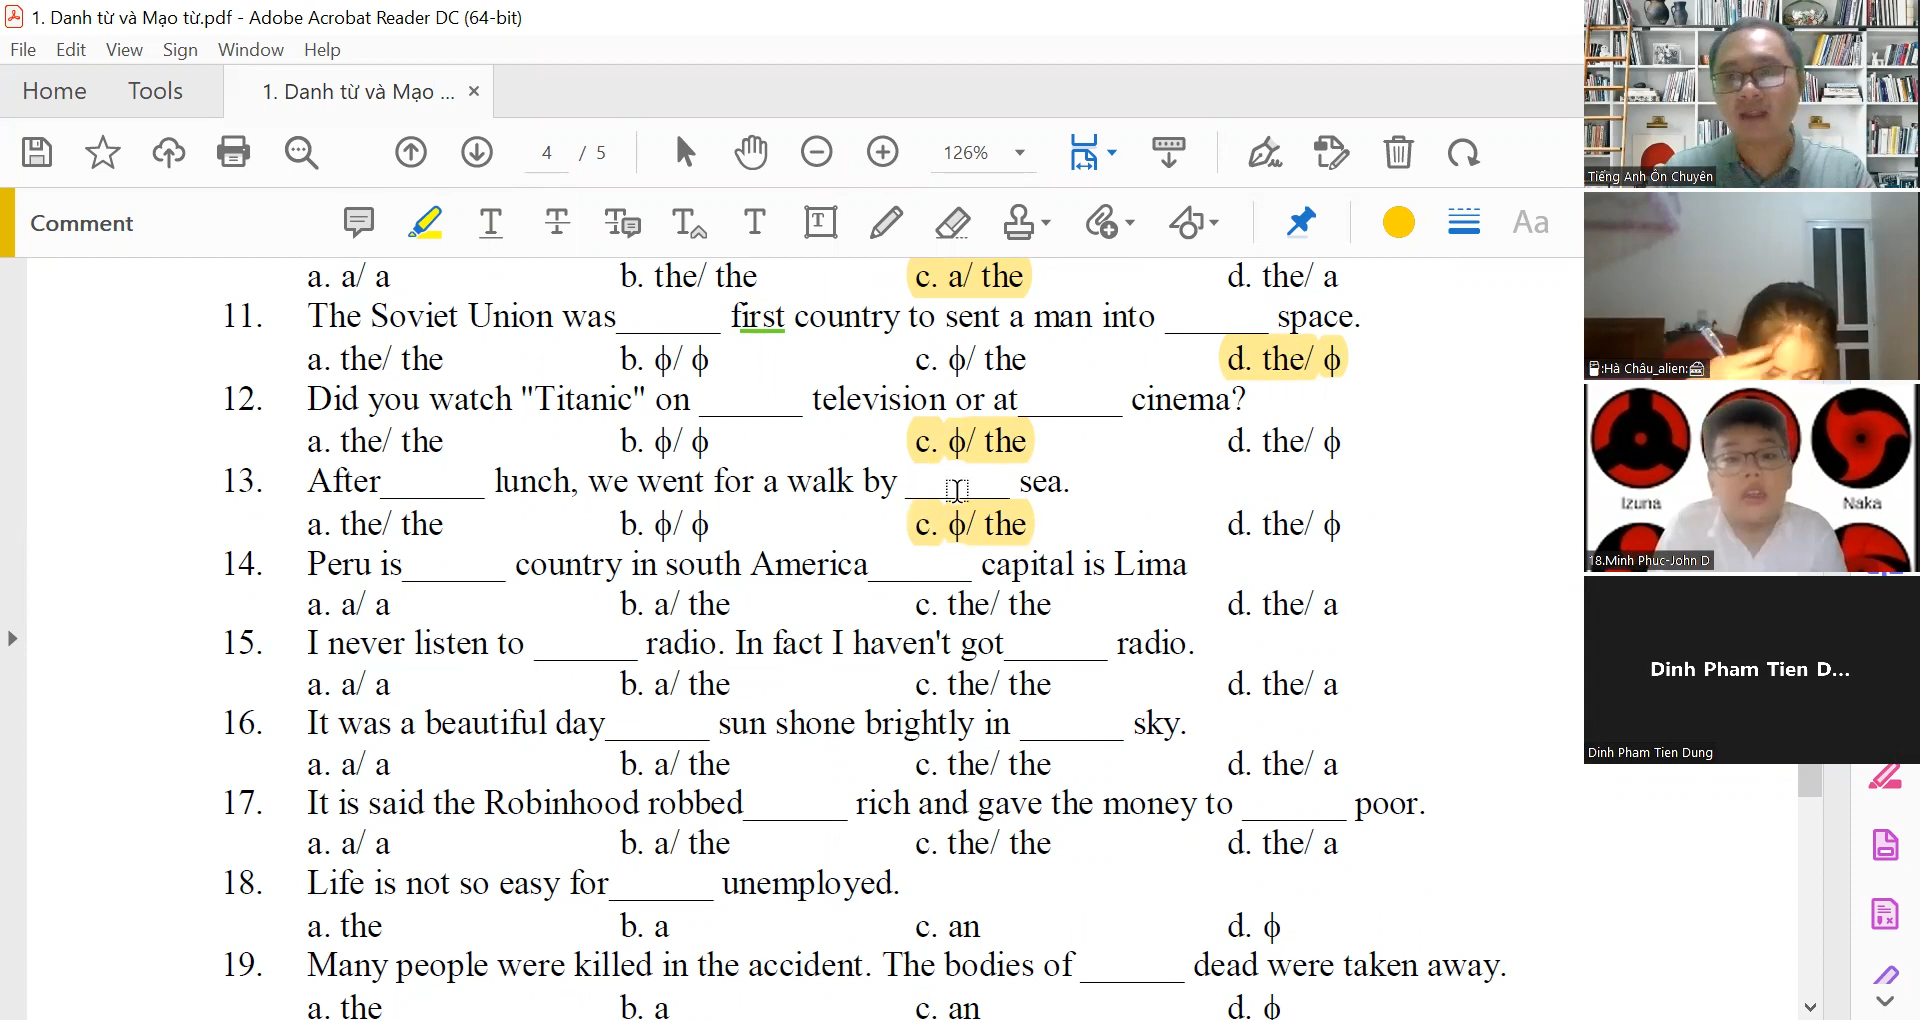 1. Danh từ và Mạo từ.pdf - Adobe Acrobat Reader DC (64-bit)
File Edit View Sign Window Help
Home Tools 1. Danh từ và Mạo ... ×
4 / 5 126%
Comment Aa
a. a/ a b. the/ the c. a/ the d. the/ a
11. The Soviet Union was______ first country to sent a man into ______ space.
a. the/ the b. ϕ/ ϕ c. ϕ/ the d. the/ ϕ
12. Did you watch "Titanic" on ______ television or at______ cinema?
a. the/ the b. ϕ/ ϕ c. ϕ/ the d. the/ ϕ
13. After______ lunch, we went for a walk by ______ sea.
a. the/ the b. ϕ/ ϕ c. ϕ/ the d. the/ ϕ
14. Peru is______ country in south America______ capital is Lima
a. a/ a b. a/ the c. the/ the d. the/ a
15. I never listen to ______ radio. In fact I haven't got______ radio.
a. a/ a b. a/ the c. the/ the d. the/ a
16. It was a beautiful day______ sun shone brightly in ______ sky.
a. a/ a b. a/ the c. the/ the d. the/ a
17. It is said the Robinhood robbed______ rich and gave the money to ______ poor.
a. a/ a b. a/ the c. the/ the d. the/ a
18. Life is not so easy for______ unemployed.
a. the b. a c. an d. ϕ
19. Many people were killed in the accident. The bodies of ______ dead were taken away.
a. the b. a c. an d. ϕ
Tiếng Anh Ôn Chuyên
:Hà Châu_alien:
Izuna Naka
18.Minh Phuc-John D
Dinh Pham Tien D...
Dinh Pham Tien Dung